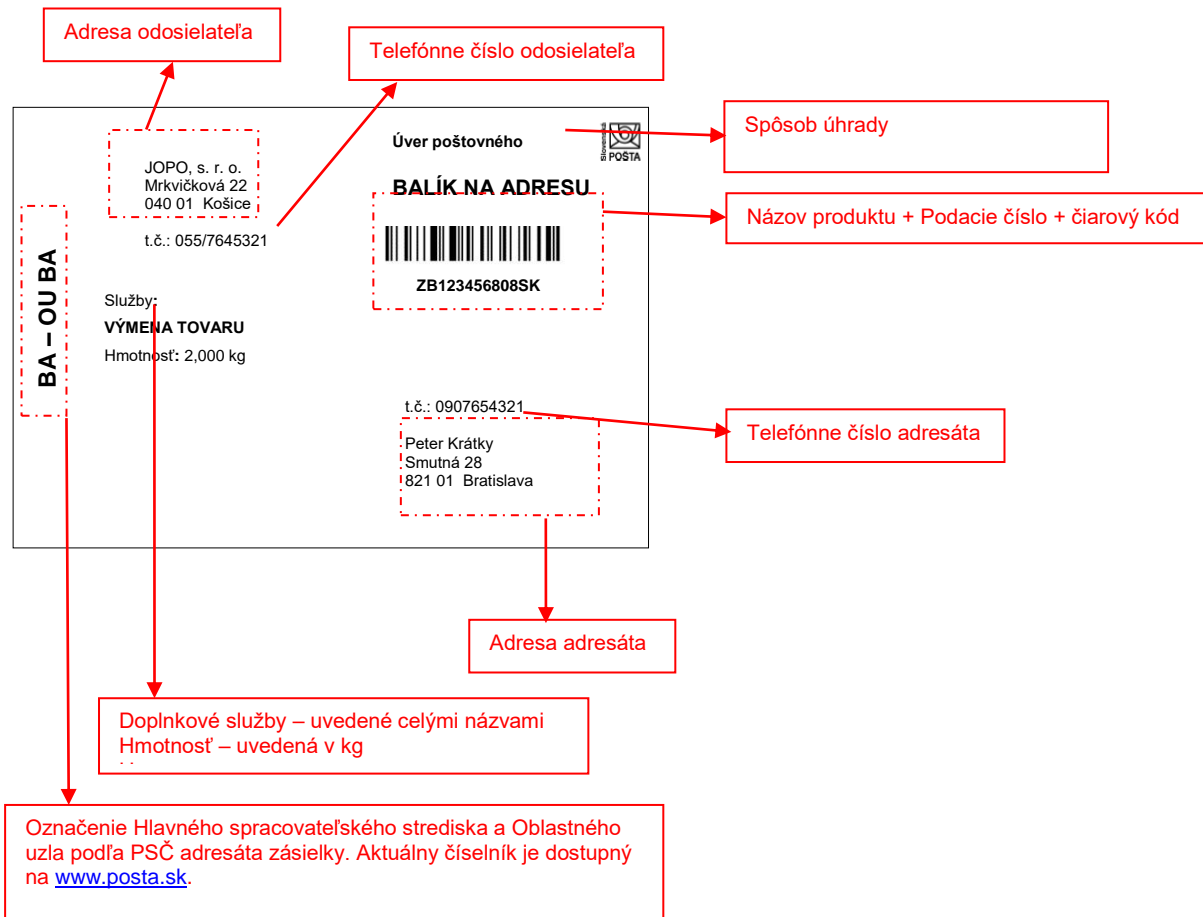 Adresa odosielateľa
Telefónne číslo odosielateľa
Spôsob úhrady
Úver poštovného
Slovenská
POŠTA
JOPO, s. r. o.
Mrkvičková 22
040 01 Košice
t.č.: 055/7645321
BALÍK NA ADRESU
Názov produktu + Podacie číslo + čiarový kód
ZB123456808SK
BA – OU BA
Služby:
VÝMENA TOVARU
Hmotnosť: 2,000 kg
t.č.: 0907654321
Telefónne číslo adresáta
Peter Krátky
Smutná 28
821 01 Bratislava
Adresa adresáta
Doplnkové služby – uvedené celými názvami
Hmotnosť – uvedená v kg
Označenie Hlavného spracovateľského strediska a Oblastného
uzla podľa PSČ adresáta zásielky. Aktuálny číselník je dostupný
na www.posta.sk.